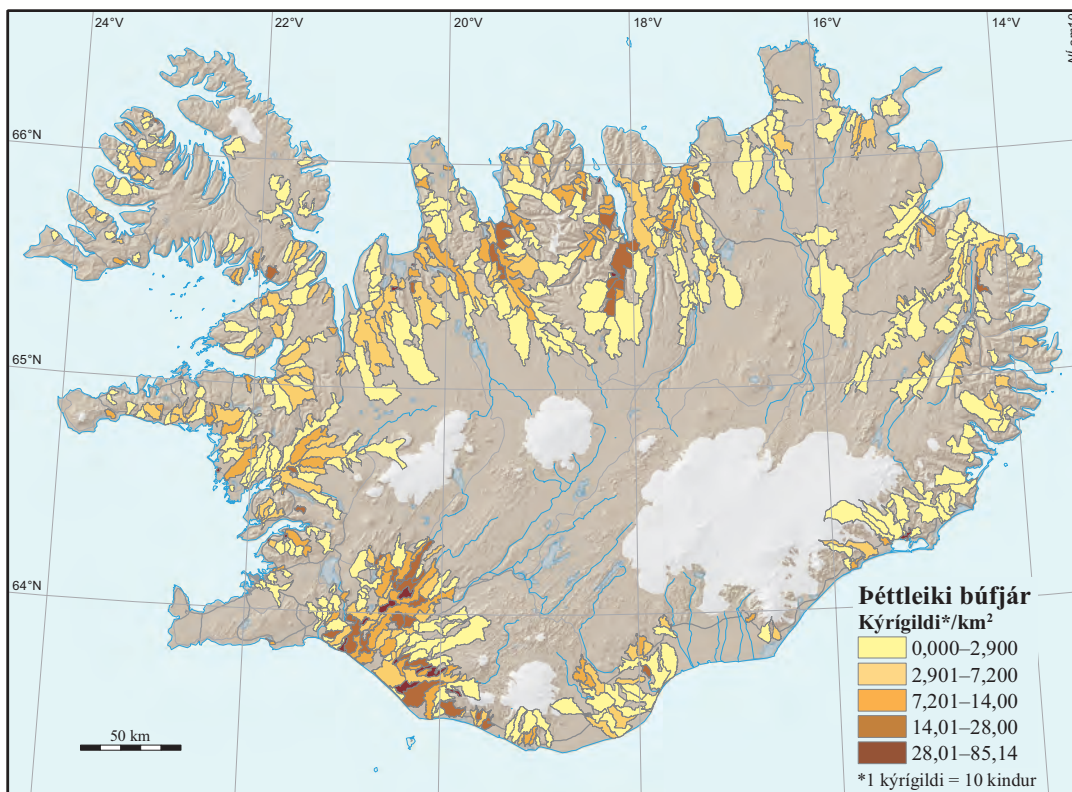 24°V
22°V
20°V
18°V
16°V
14°V
66°N
65°N
64°N
50 km
Þéttleiki búfjár
Kýrígildi*/km²
0,000–2,900
2,901–7,200
7,201–14,00
14,01–28,00
28,01–85,14
*1 kýrígildi = 10 kindur